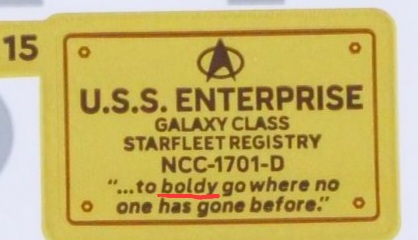 15
U.S.S. ENTERPRISE
GALAXY CLASS
STARFLEET REGISTRY
NCC-1701-D
"...to boldy go where no
one has gone before."